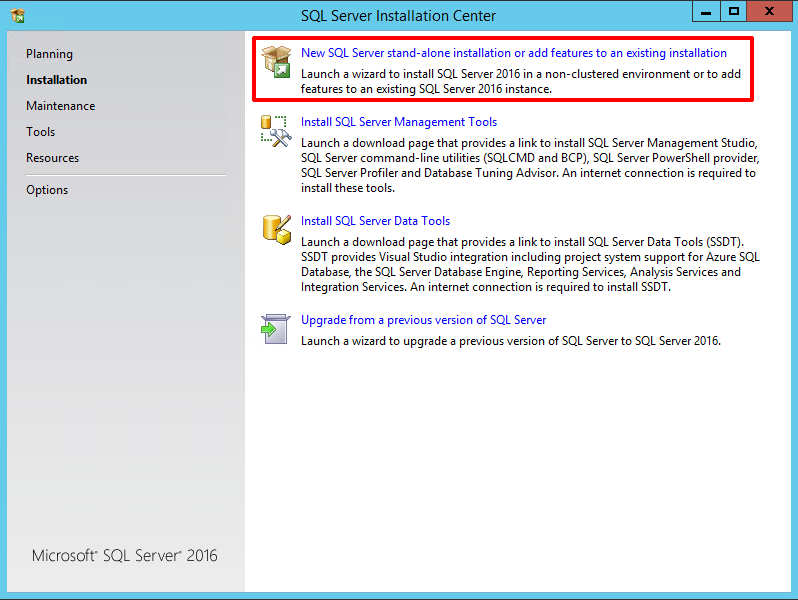 SQL Server Installation Center
Planning
Installation
Maintenance
Tools
Resources
Options
New SQL Server stand-alone installation or add features to an existing installation
Launch a wizard to install SQL Server 2016 in a non-clustered environment or to add
features to an existing SQL Server 2016 instance.
Install SQL Server Management Tools
Launch a download page that provides a link to install SQL Server Management Studio,
SQL Server command-line utilities (SQLCMD and BCP), SQL Server PowerShell provider,
SQL Server Profiler and Database Tuning Advisor. An internet connection is required to
install these tools.
Install SQL Server Data Tools
Launch a download page that provides a link to install SQL Server Data Tools (SSDT).
SSDT provides Visual Studio integration including project system support for Azure SQL
Database, the SQL Server Database Engine, Reporting Services, Analysis Services and
Integration Services. An internet connection is required to install SSDT.
Upgrade from a previous version of SQL Server
Launch a wizard to upgrade a previous version of SQL Server to SQL Server 2016.
Microsoft® SQL Server® 2016